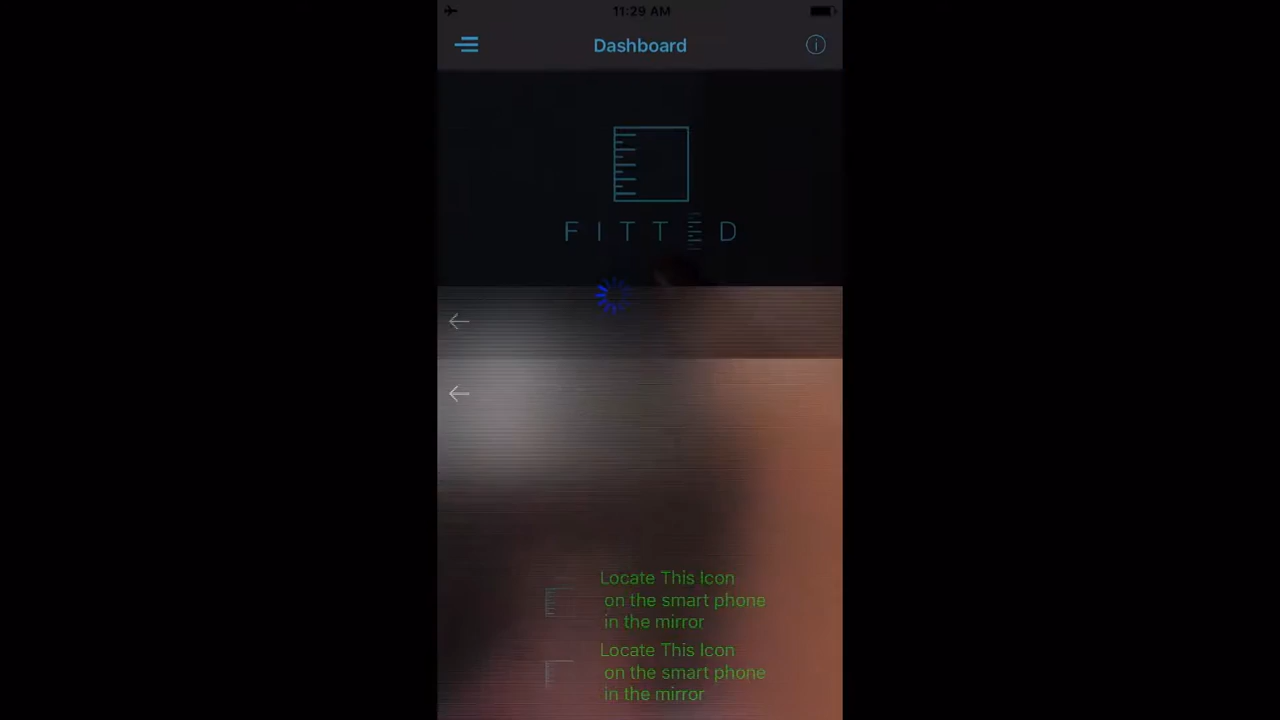 11:29 AM
Dashboard
FITTED
Locate This Icon
on the smart phone
in the mirror
Locate This Icon
on the smart phone
in the mirror